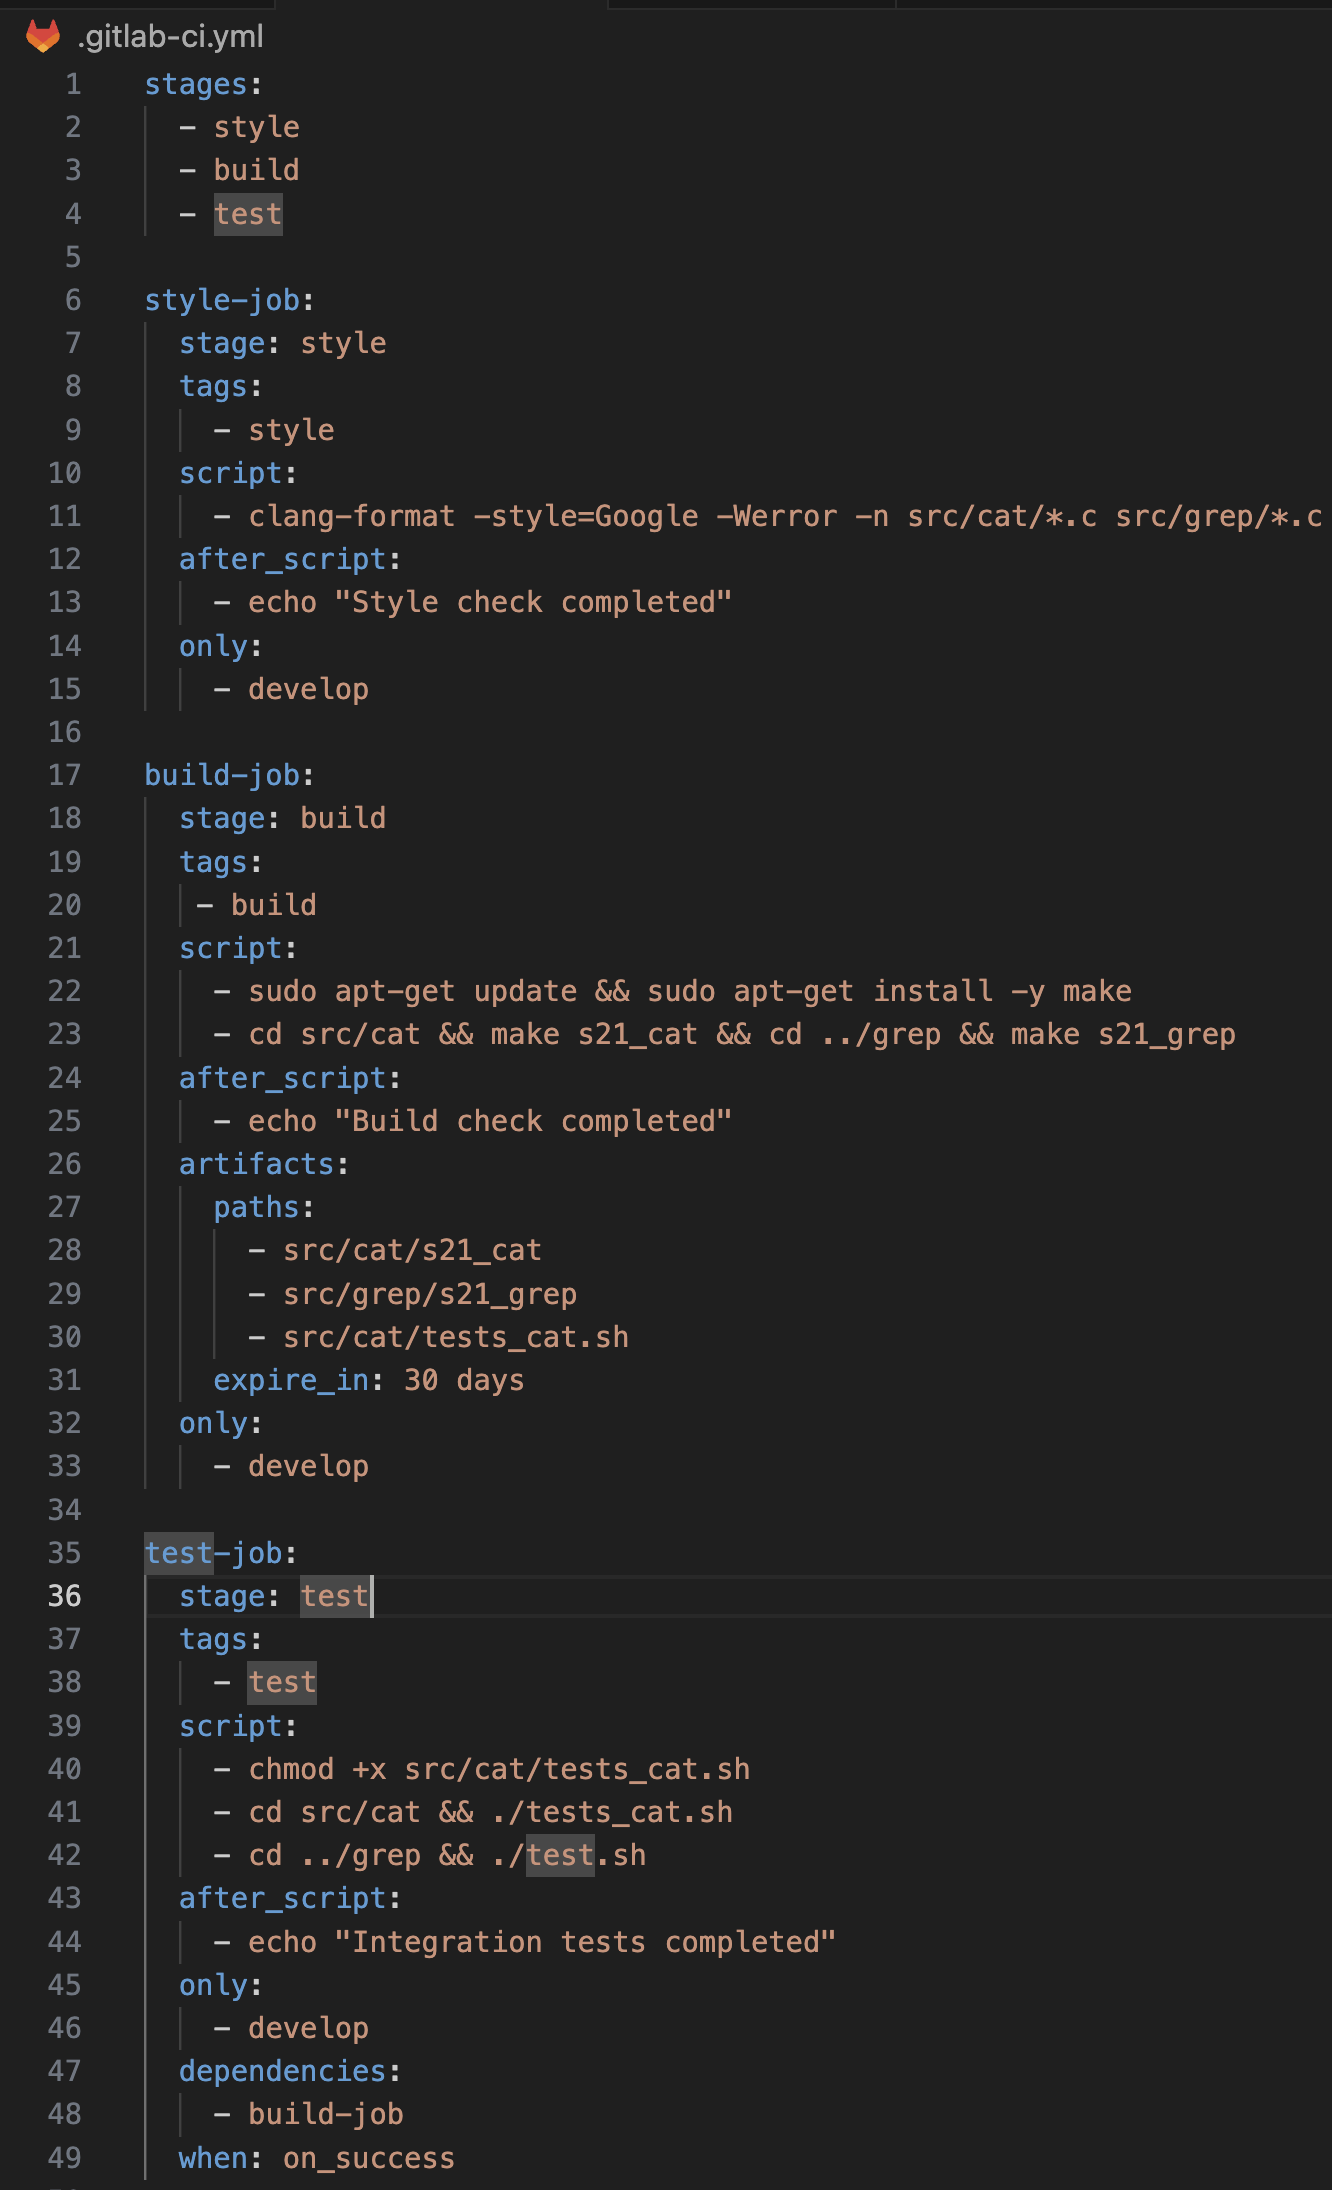 .gitlab-ci.yml
1 stages:
2 - style
3 - build
4 - test
5
6 style-job:
7 stage: style
8 tags:
9 - style
10 script:
11 - clang-format -style=Google -Werror -n src/cat/*.c src/grep/*.c
12 after_script:
13 - echo "Style check completed"
14 only:
15 - develop
16
17 build-job:
18 stage: build
19 tags:
20 - build
21 script:
22 - sudo apt-get update && sudo apt-get install -y make
23 - cd src/cat && make s21_cat && cd ../grep && make s21_grep
24 after_script:
25 - echo "Build check completed"
26 artifacts:
27 paths:
28 - src/cat/s21_cat
29 - src/grep/s21_grep
30 - src/cat/tests_cat.sh
31 expire_in: 30 days
32 only:
33 - develop
34
35 test-job:
36 stage: test
37 tags:
38 - test
39 script:
40 - chmod +x src/cat/tests_cat.sh
41 - cd src/cat && ./tests_cat.sh
42 - cd ../grep && ./test.sh
43 after_script:
44 - echo "Integration tests completed"
45 only:
46 - develop
47 dependencies:
48 - build-job
49 when: on_success